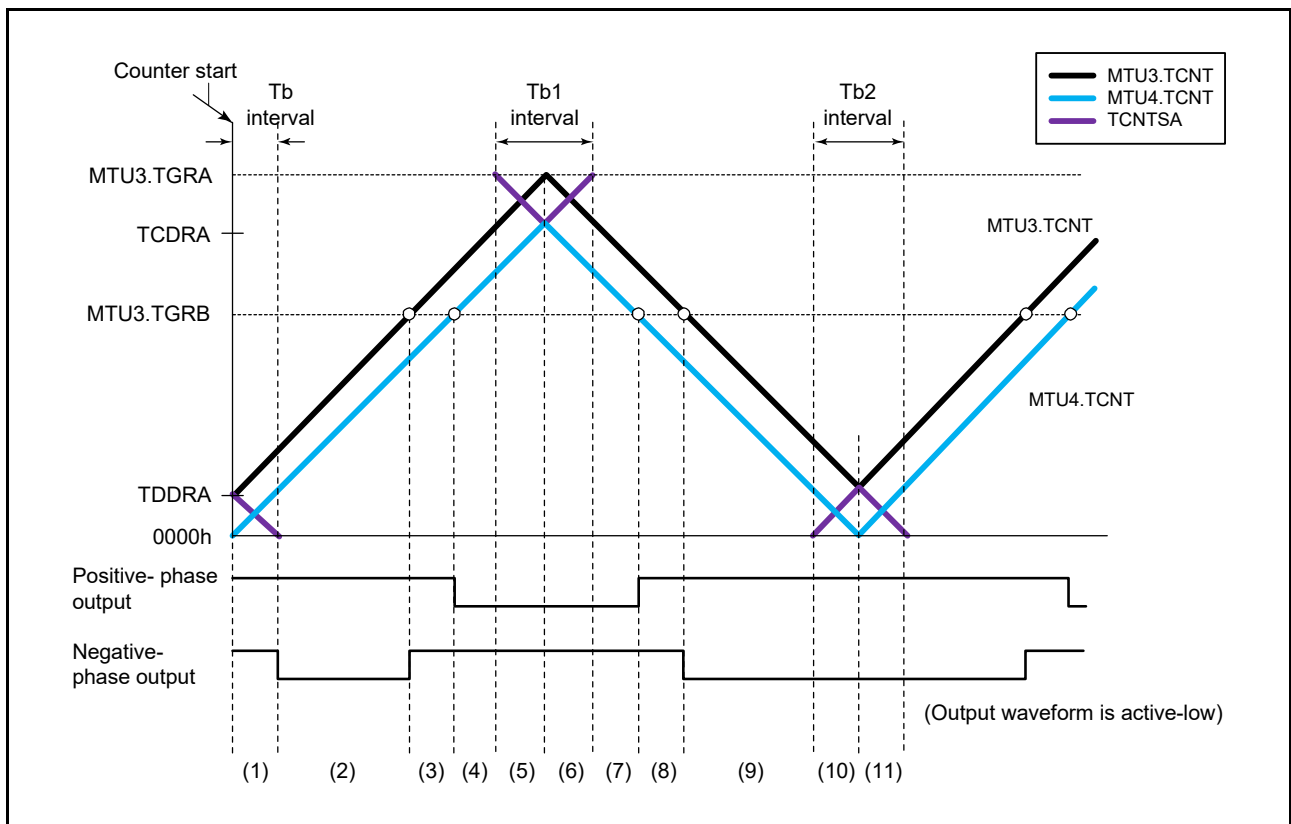 Counter start
Tb
interval
Tb1
interval
Tb2
interval
MTU3.TCNT
MTU4.TCNT
TCNTSA
MTU3.TGRA
TCDRA
MTU3.TGRB
TDDRA
0000h
MTU3.TCNT
MTU4.TCNT
Positive- phase
output
Negative-
phase output
(Output waveform is active-low)
(1) (2) (3) (4) (5) (6) (7) (8) (9) (10) (11)